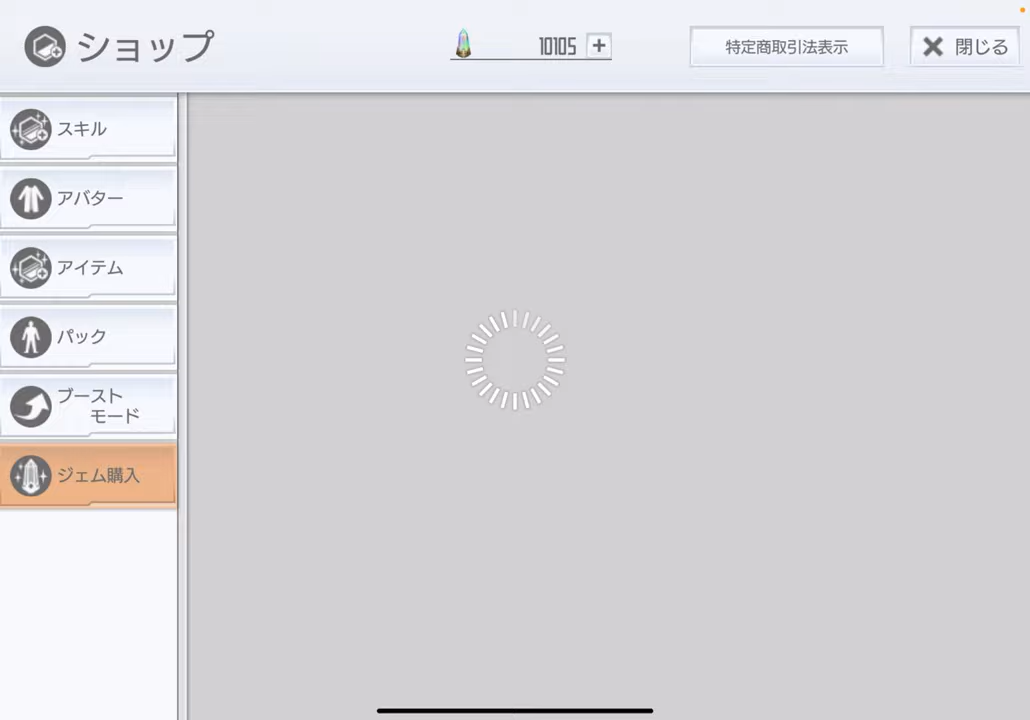 ショップ
10105
特定商取引法表示
閉じる
スキル
アバター
アイテム
パック
ブースト
モード
ジェム購入